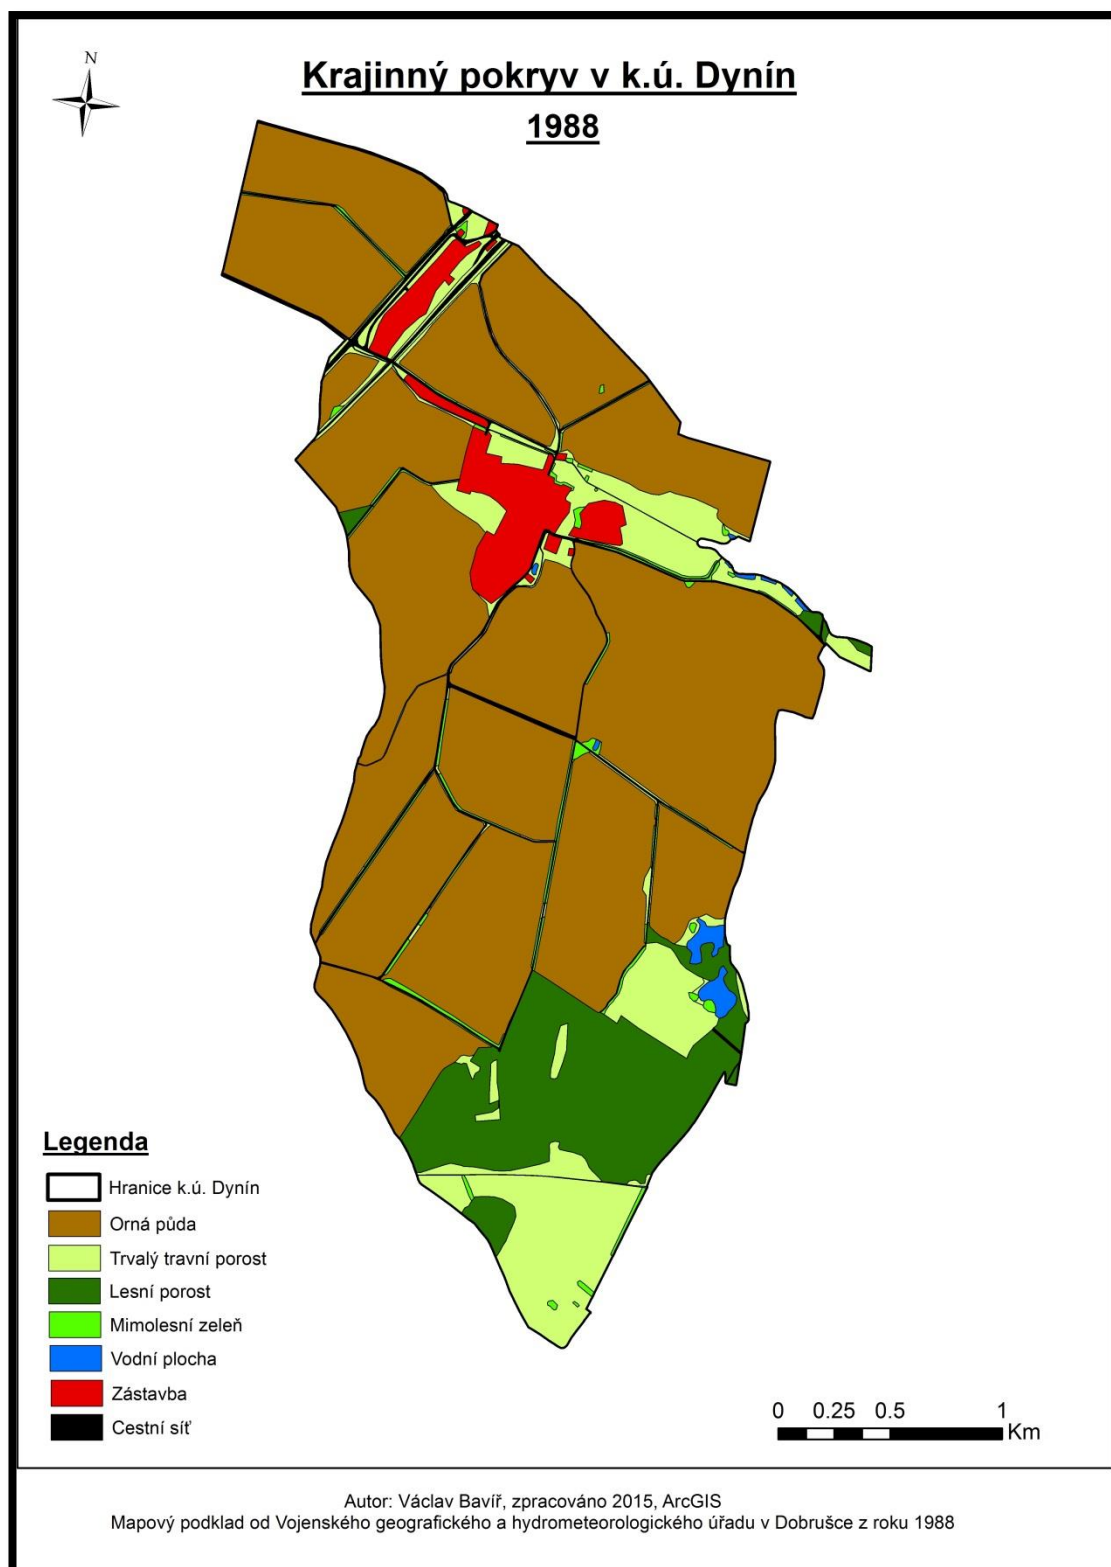 N
Krajinný pokryv v k.ú. Dynín
1988
Legenda
Hranice k.ú. Dynín
Orná půda
Trvalý travní porost
Lesní porost
Mimolesní zeleň
Vodní plocha
Zástavba
Cestní síť
0 0.25 0.5 1
Km
Autor: Václav Bavíř, zpracováno 2015, ArcGIS
Mapový podklad od Vojenského geografického a hydrometeorologického úřadu v Dobrušce z roku 1988